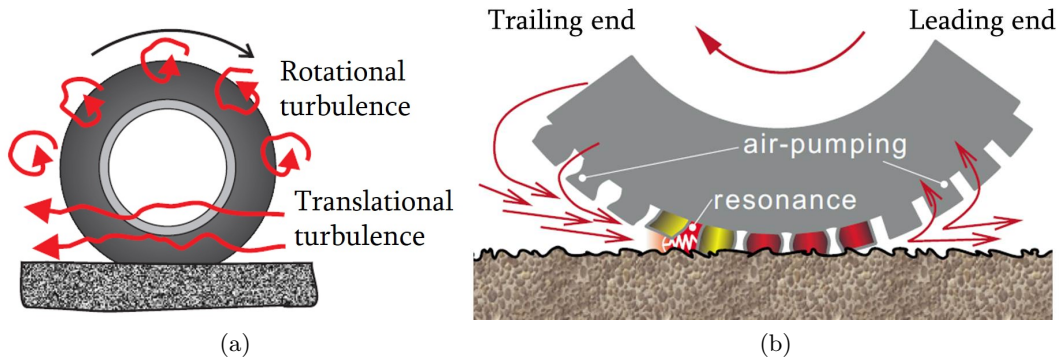 Rotational
turbulence
Translational
turbulence
(a)
Trailing end
Leading end
air-pumping
resonance
(b)